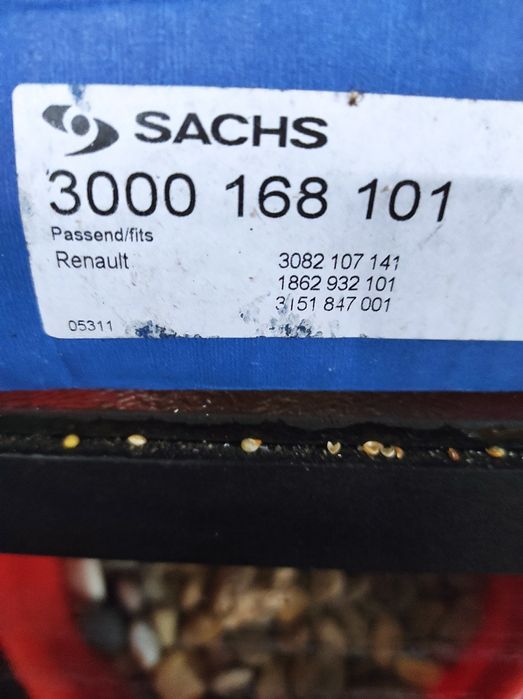 SACHS
3000 168 101
Passend/fits
Renault 3082 107 141
1862 932 101
3151 847 001
05311